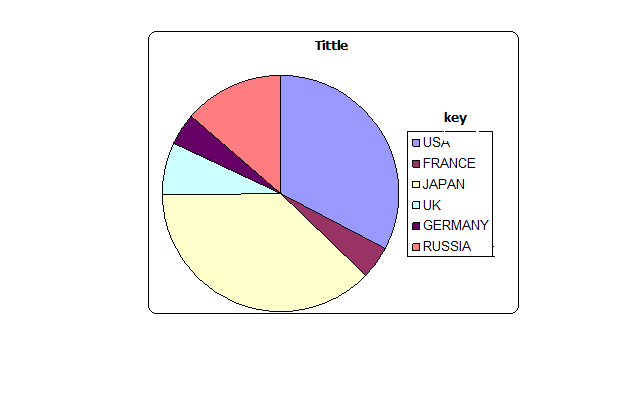 Tittle
key
USA
FRANCE
JAPAN
UK
GERMANY
RUSSIA